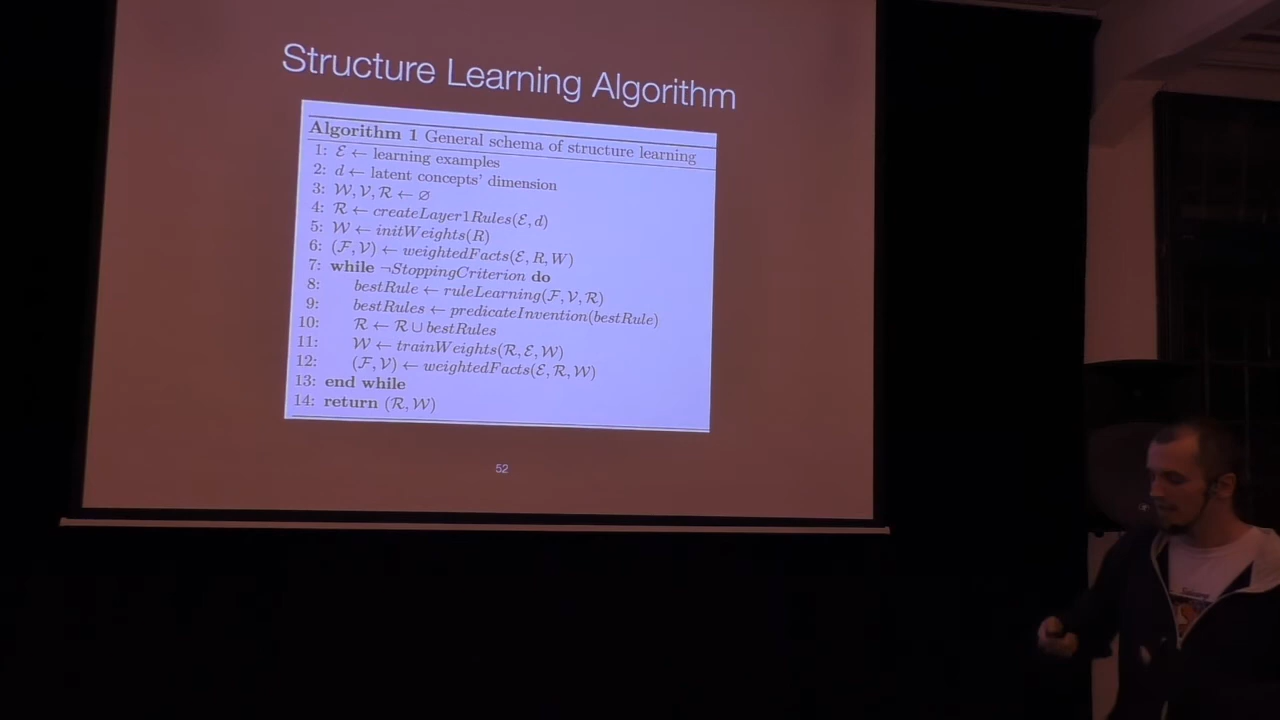 Structure Learning Algorithm
Algorithm 1 General schema of structure learning
1: ℰ ← learning examples
2: d ← latent concepts' dimension
3: 𝒲, 𝒱, ℛ ← ∅
4: ℛ ← createLayer1Rules(ℰ, d)
5: 𝒲 ← initWeights(R)
6: (ℱ, 𝒱) ← weightedFacts(ℰ, R, W)
7: while ¬StoppingCriterion do
8: bestRule ← ruleLearning(ℱ, 𝒱, ℛ)
9: bestRules ← predicateInvention(bestRule)
10: ℛ ← ℛ ∪ bestRules
11: 𝒲 ← trainWeights(ℛ, ℰ, 𝒲)
12: (ℱ, 𝒱) ← weightedFacts(ℰ, ℛ, 𝒲)
13: end while
14: return (ℛ, 𝒲)
52